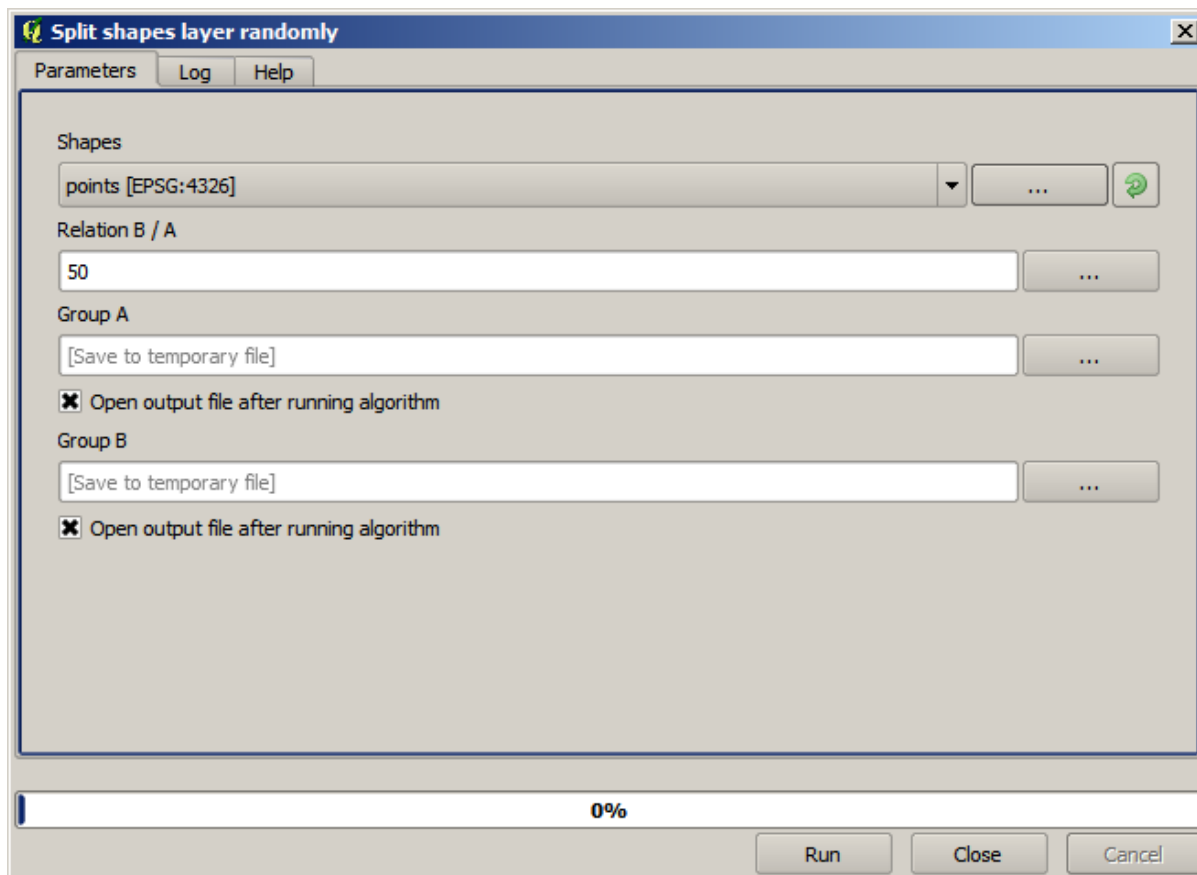 Split shapes layer randomly
Parameters Log Help
Shapes
points [EPSG:4326] ...
Relation B / A
50 ...
Group A
[Save to temporary file] ...
Open output file after running algorithm
Group B
[Save to temporary file] ...
Open output file after running algorithm
0%
Run Close Cancel